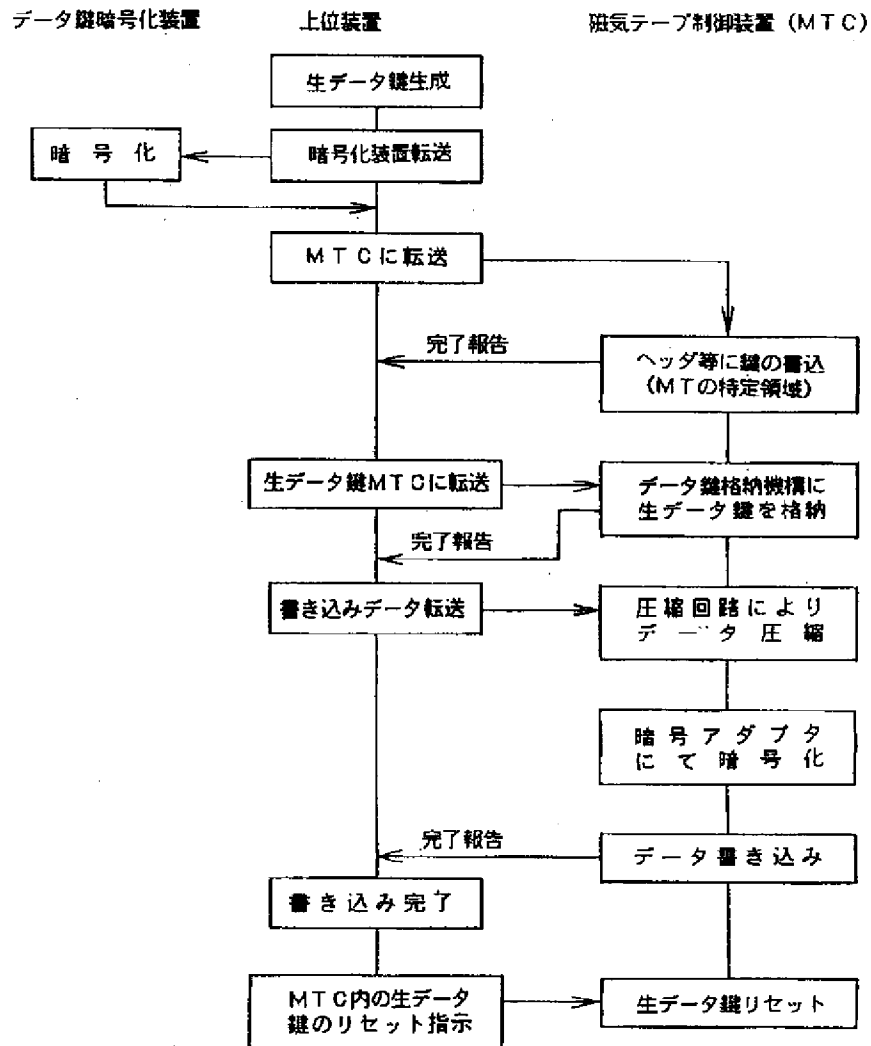 データ鍵暗号化装置
上位装置
磁気テープ制御装置（ＭＴＣ）
生データ鍵生成
暗号化
暗号化装置転送
ＭＴＣに転送
完了報告
ヘッダ等に鍵の書込
（ＭＴの特定領域）
生データ鍵ＭＴＣに転送
データ鍵格納機構に
生データ鍵を格納
完了報告
書き込みデータ転送
圧縮回路により
データ圧縮
暗号アダプタ
にて暗号化
完了報告
データ書き込み
書き込み完了
ＭＴＣ内の生データ
鍵のリセット指示
生データ鍵リセット